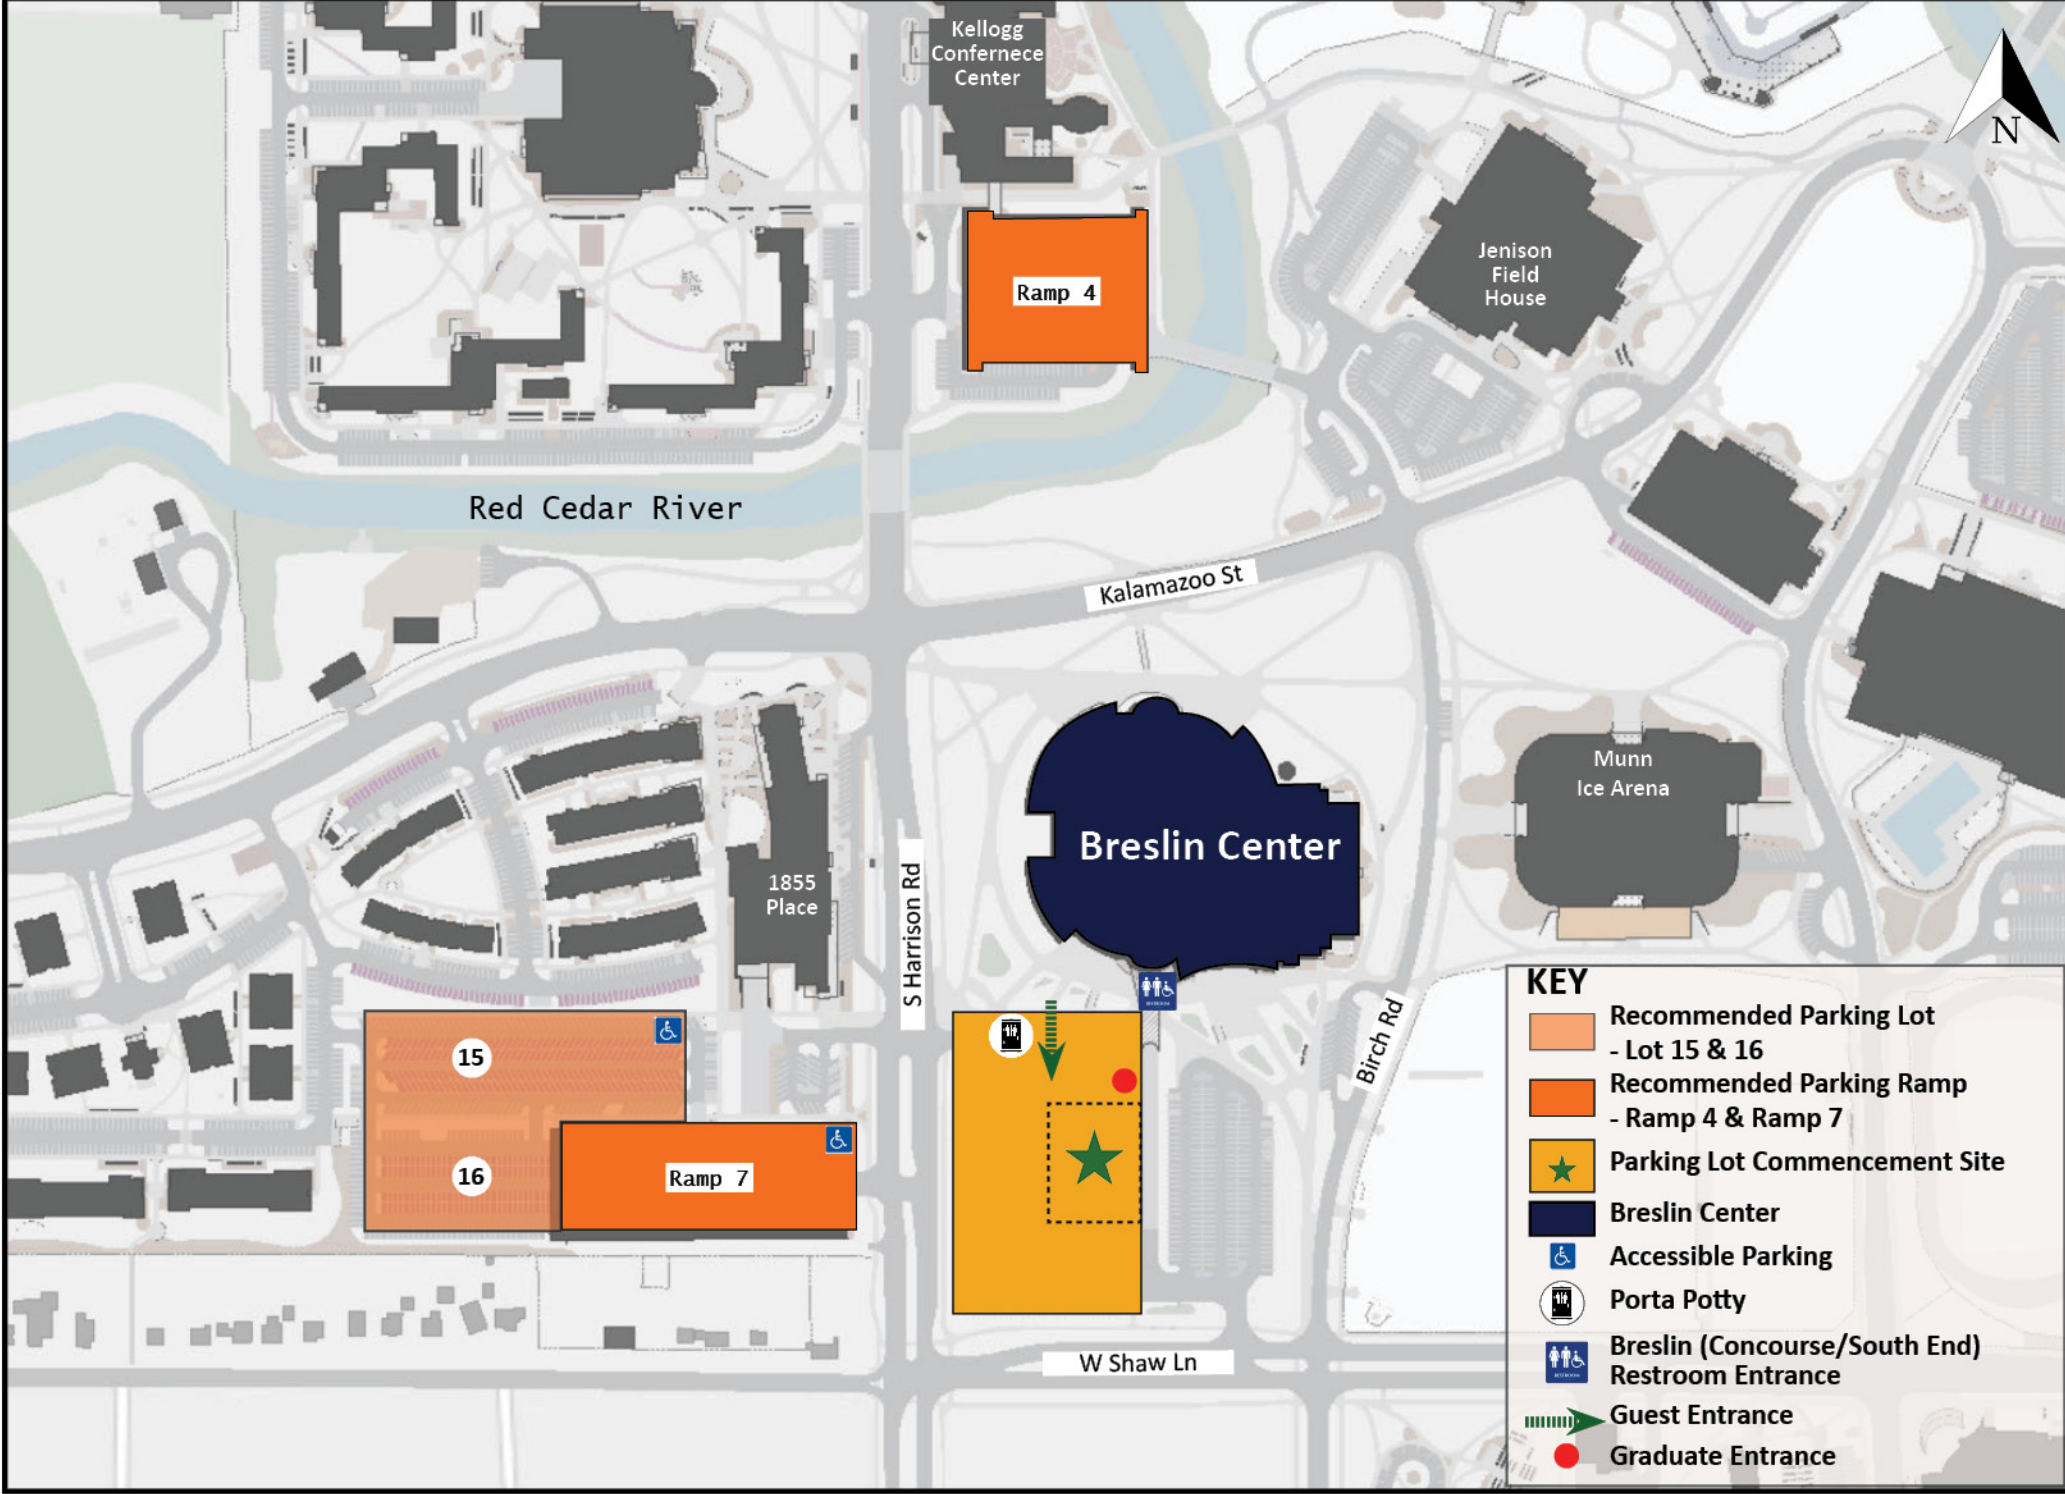 Kellogg
Confernece
Center
N
Jenison
Field
House
Ramp 4
Red Cedar River
Kalamazoo St
Munn
Ice Arena
Breslin Center
1855
Place
S Harrison Rd
Birch Rd
15
16
Ramp 7
W Shaw Ln
KEY
Recommended Parking Lot
- Lot 15 & 16
Recommended Parking Ramp
- Ramp 4 & Ramp 7
Parking Lot Commencement Site
Breslin Center
Accessible Parking
Porta Potty
Breslin (Concourse/South End)
Restroom Entrance
RESTROOM
RESTROOM
Guest Entrance
Graduate Entrance